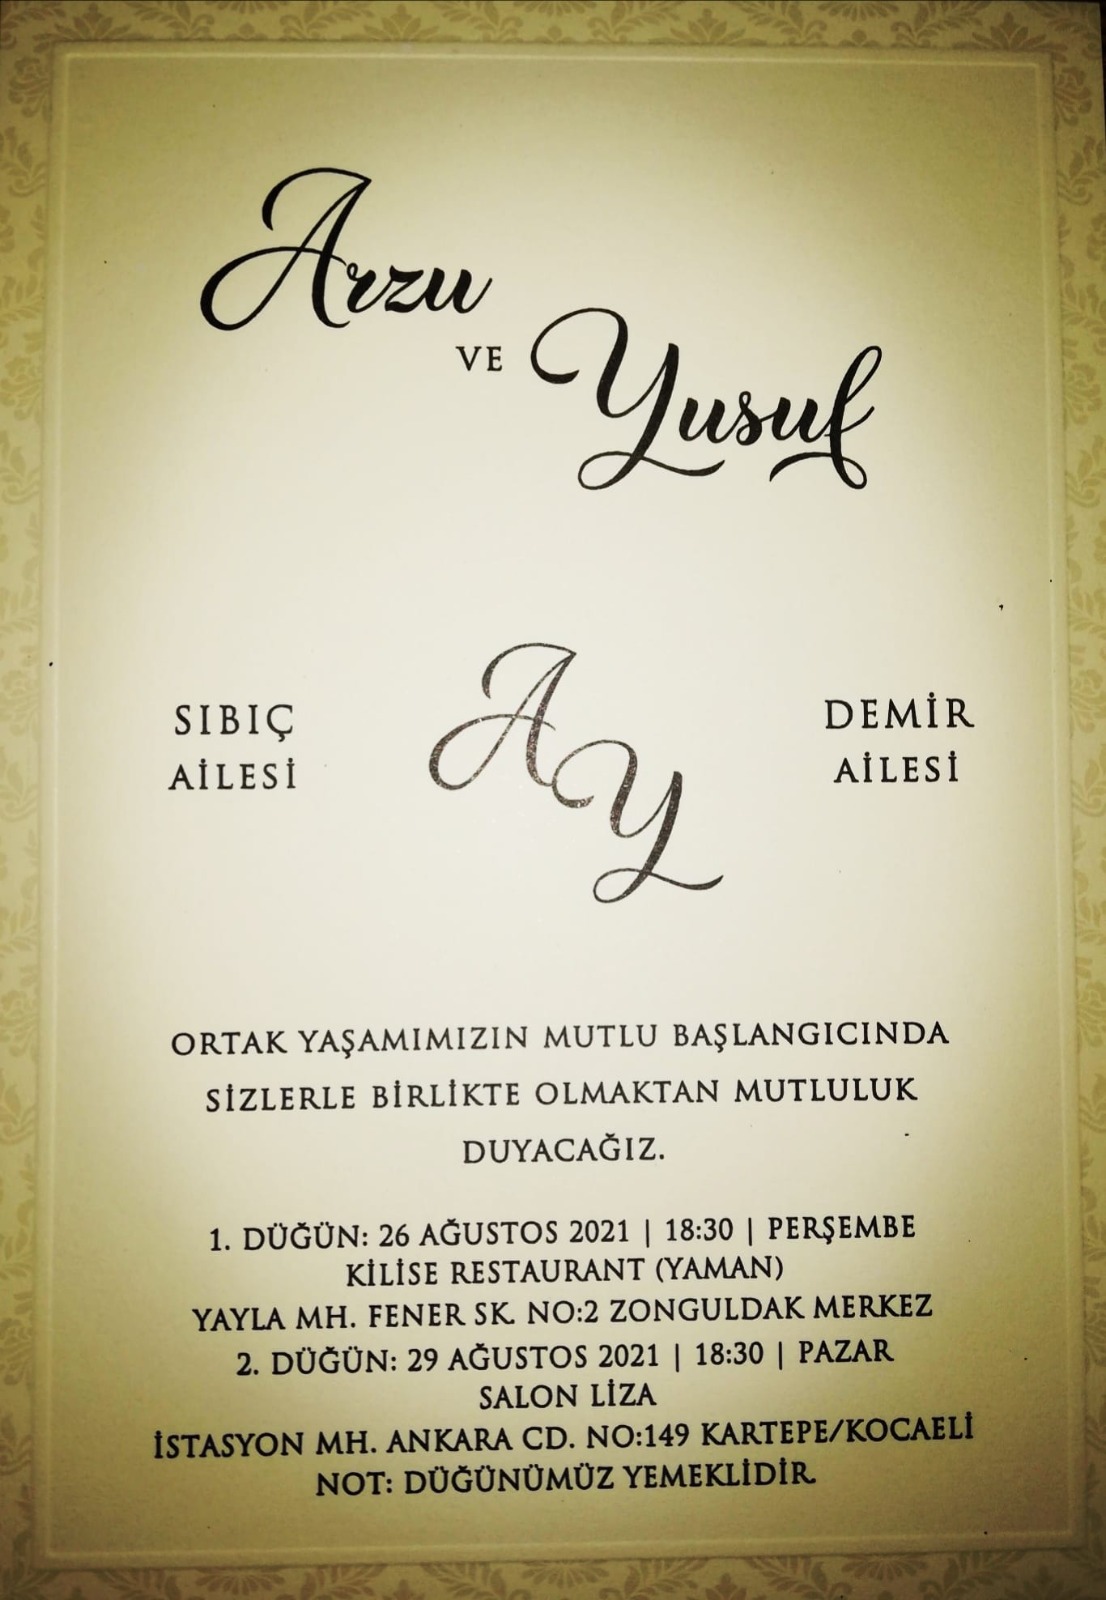 Arzu
VE
Yusuf
SIBIÇ
AİLESİ
AY
DEMİR
AİLESİ
ORTAK YAŞAMIMIZIN MUTLU BAŞLANGICINDA
SİZLERLE BİRLİKTE OLMAKTAN MUTLULUK
DUYACAĞIZ.
1. DÜĞÜN: 26 AĞUSTOS 2021 | 18:30 | PERŞEMBE
KİLİSE RESTAURANT (YAMAN)
YAYLA MH. FENER SK. NO:2 ZONGULDAK MERKEZ
2. DÜĞÜN: 29 AĞUSTOS 2021 | 18:30 | PAZAR
SALON LİZA
İSTASYON MH. ANKARA CD. NO:149 KARTEPE/KOCAELİ
NOT: DÜĞÜNÜMÜZ YEMEKLİDİR.